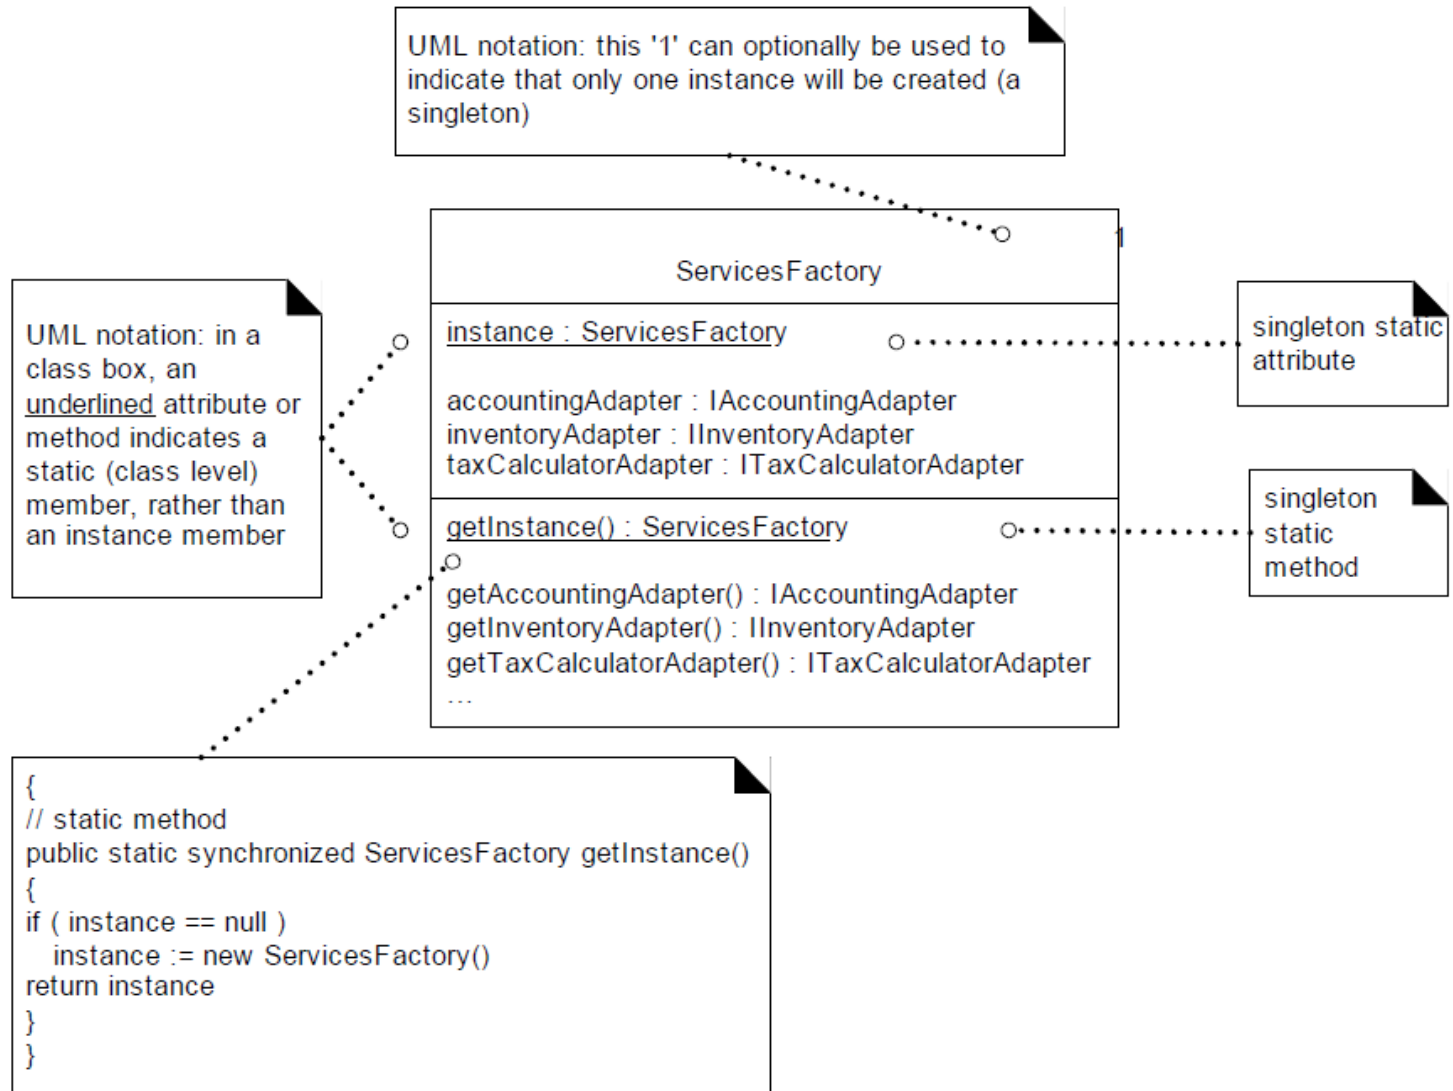 UML notation: this '1' can optionally be used to
indicate that only one instance will be created (a
singleton)
1
ServicesFactory
UML notation: in a
class box, an
underlined attribute or
method indicates a
static (class level)
member, rather than
an instance member
instance : ServicesFactory
accountingAdapter : IAccountingAdapter
inventoryAdapter : IInventoryAdapter
taxCalculatorAdapter : ITaxCalculatorAdapter
singleton static
attribute
getInstance() : ServicesFactory
getAccountingAdapter() : IAccountingAdapter
getInventoryAdapter() : IInventoryAdapter
getTaxCalculatorAdapter() : ITaxCalculatorAdapter
...
singleton
static
method
{
// static method
public static synchronized ServicesFactory getInstance()
{
if ( instance == null )
instance := new ServicesFactory()
return instance
}
}